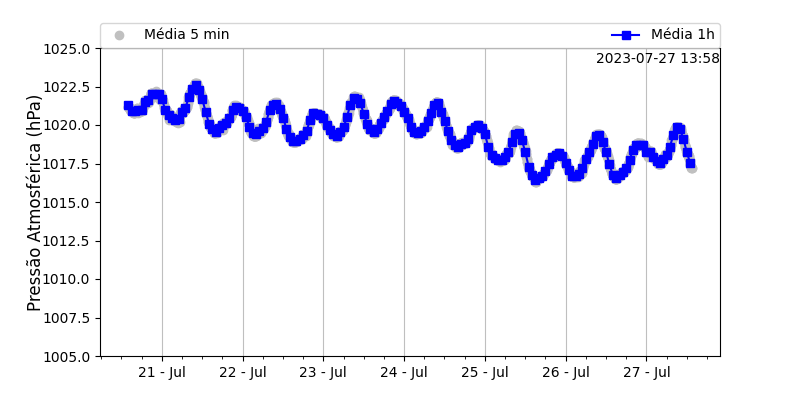 Média 5 min
Média 1h
2023-07-27 13:58
Pressão Atmosférica (hPa)
1025.0
1022.5
1020.0
1017.5
1015.0
1012.5
1010.0
1007.5
1005.0
21 - Jul
22 - Jul
23 - Jul
24 - Jul
25 - Jul
26 - Jul
27 - Jul